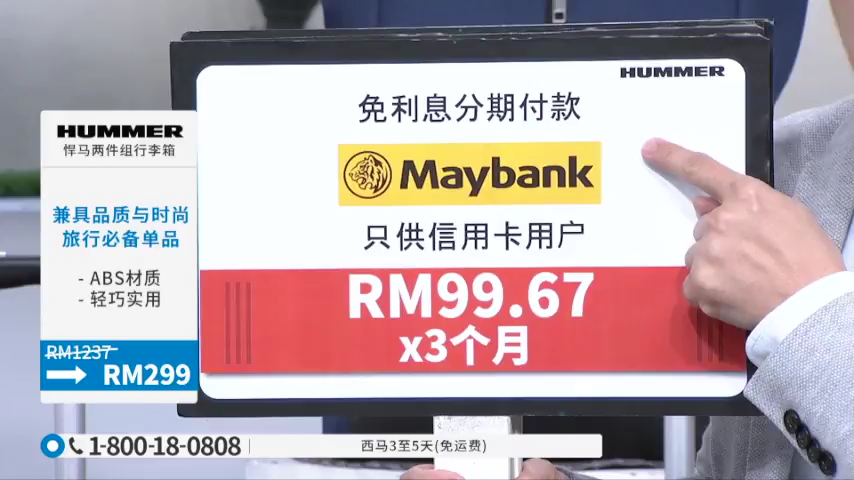 HUMMER
免利息分期付款
Maybank
只供信用卡用户
RM99.67
x3个月
HUMMER
悍马两件组行李箱
兼具品质与时尚
旅行必备单品
- ABS材质
- 轻巧实用
RM1237
RM299
1-800-18-0808
西马3至5天(免运费)